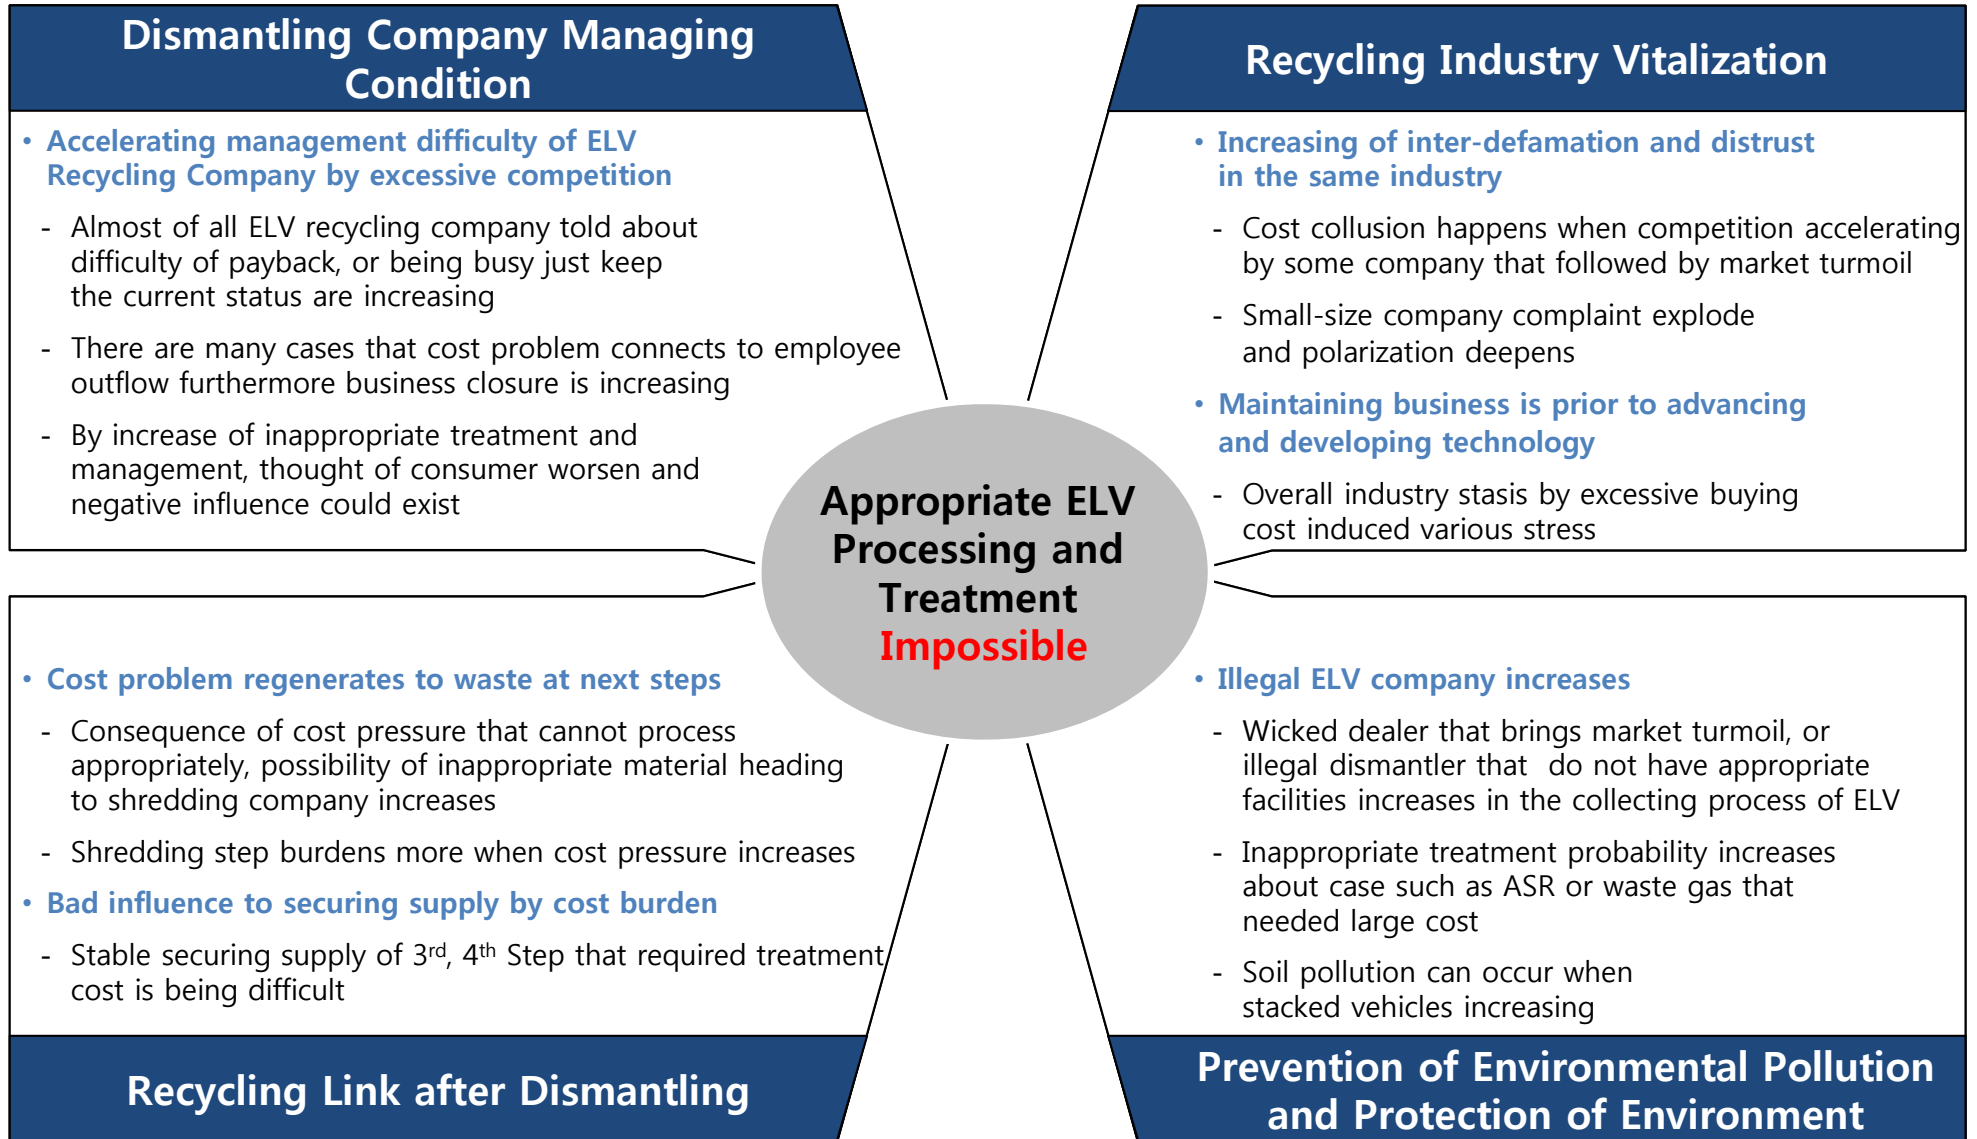 Dismantling Company Managing
Condition
• Accelerating management difficulty of ELV
Recycling Company by excessive competition
- Almost of all ELV recycling company told about
difficulty of payback, or being busy just keep
the current status are increasing
- There are many cases that cost problem connects to employee
outflow furthermore business closure is increasing
- By increase of inappropriate treatment and
management, thought of consumer worsen and
negative influence could exist
Recycling Industry Vitalization
• Increasing of inter-defamation and distrust
in the same industry
- Cost collusion happens when competition accelerating
by some company that followed by market turmoil
- Small-size company complaint explode
and polarization deepens
• Maintaining business is prior to advancing
and developing technology
- Overall industry stasis by excessive buying
cost induced various stress
Appropriate ELV
Processing and
Treatment
Impossible
• Cost problem regenerates to waste at next steps
- Consequence of cost pressure that cannot process
appropriately, possibility of inappropriate material heading
to shredding company increases
- Shredding step burdens more when cost pressure increases
• Bad influence to securing supply by cost burden
- Stable securing supply of 3rd, 4th Step that required treatment
cost is being difficult
Recycling Link after Dismantling
• Illegal ELV company increases
- Wicked dealer that brings market turmoil, or
illegal dismantler that do not have appropriate
facilities increases in the collecting process of ELV
- Inappropriate treatment probability increases
about case such as ASR or waste gas that
needed large cost
- Soil pollution can occur when
stacked vehicles increasing
Prevention of Environmental Pollution
and Protection of Environment